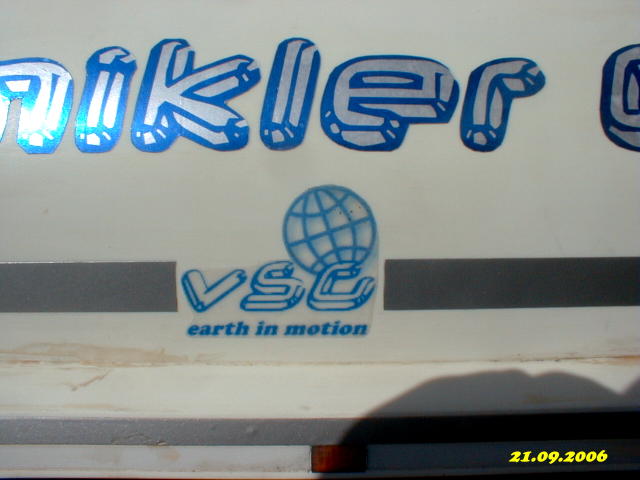 nikler
vsc
earth in motion
21.09.2006